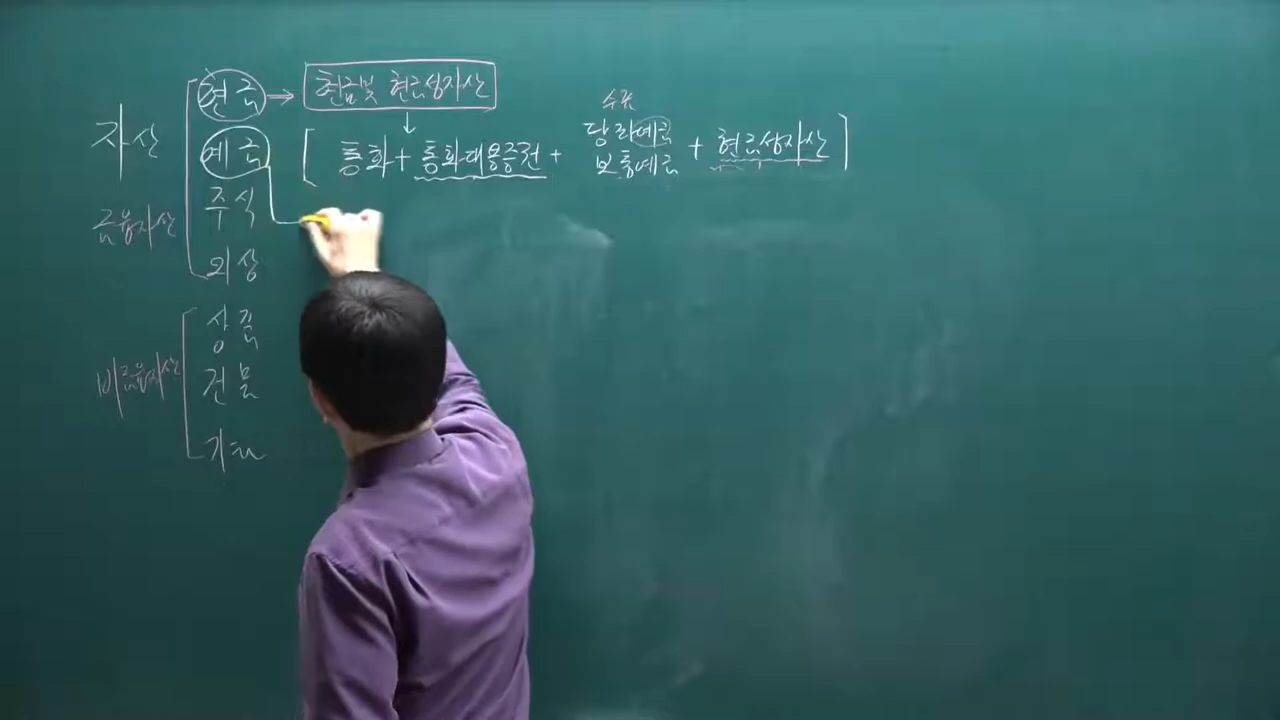 자산
금융자산
비금융자산
현금 → 현금및 현금성자산
예금
주식
외상
상품
건물
기계
↓
[ 통화 + 통화대용증권 + 당좌예금 보통예금 + 현금성자산 ]
수표